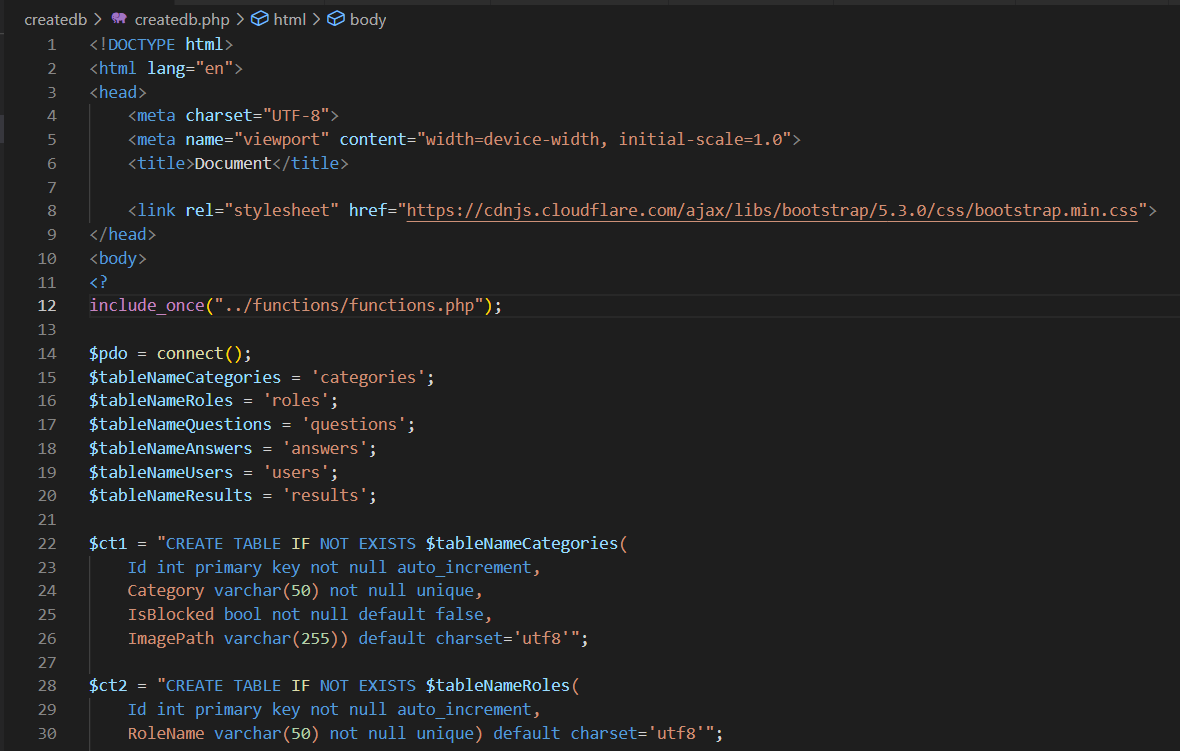 createdb > createdb.php > html > body
1 <!DOCTYPE html>
2 <html lang="en">
3 <head>
4     <meta charset="UTF-8">
5     <meta name="viewport" content="width=device-width, initial-scale=1.0">
6     <title>Document</title>
7
8     <link rel="stylesheet" href="https://cdnjs.cloudflare.com/ajax/libs/bootstrap/5.3.0/css/bootstrap.min.css">
9 </head>
10 <body>
11 <?
12 include_once("../functions/functions.php");
13
14 $pdo = connect();
15 $tableNameCategories = 'categories';
16 $tableNameRoles = 'roles';
17 $tableNameQuestions = 'questions';
18 $tableNameAnswers = 'answers';
19 $tableNameUsers = 'users';
20 $tableNameResults = 'results';
21
22 $ct1 = "CREATE TABLE IF NOT EXISTS $tableNameCategories(
23     Id int primary key not null auto_increment,
24     Category varchar(50) not null unique,
25     IsBlocked bool not null default false,
26     ImagePath varchar(255)) default charset='utf8'";
27
28 $ct2 = "CREATE TABLE IF NOT EXISTS $tableNameRoles(
29     Id int primary key not null auto_increment,
30     RoleName varchar(50) not null unique) default charset='utf8'";